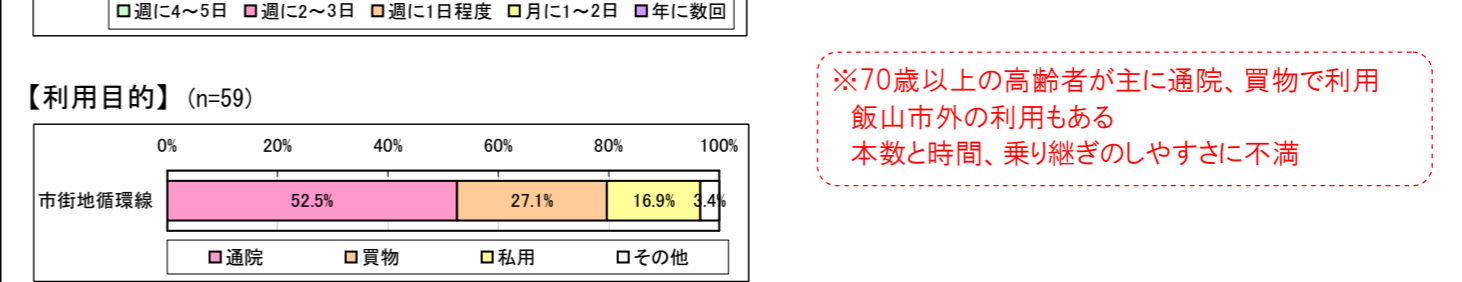 週に4～5日 週に2～3日 週に1日程度 月に1～2日 年に数回
【利用目的】 (n=59)
0% 20% 40% 60% 80% 100%
市街地循環線 52.5% 27.1% 16.9% 3.4%
通院 買物 私用 その他
※70歳以上の高齢者が主に通院、買物で利用
飯山市外の利用もある
本数と時間、乗り継ぎのしやすさに不満